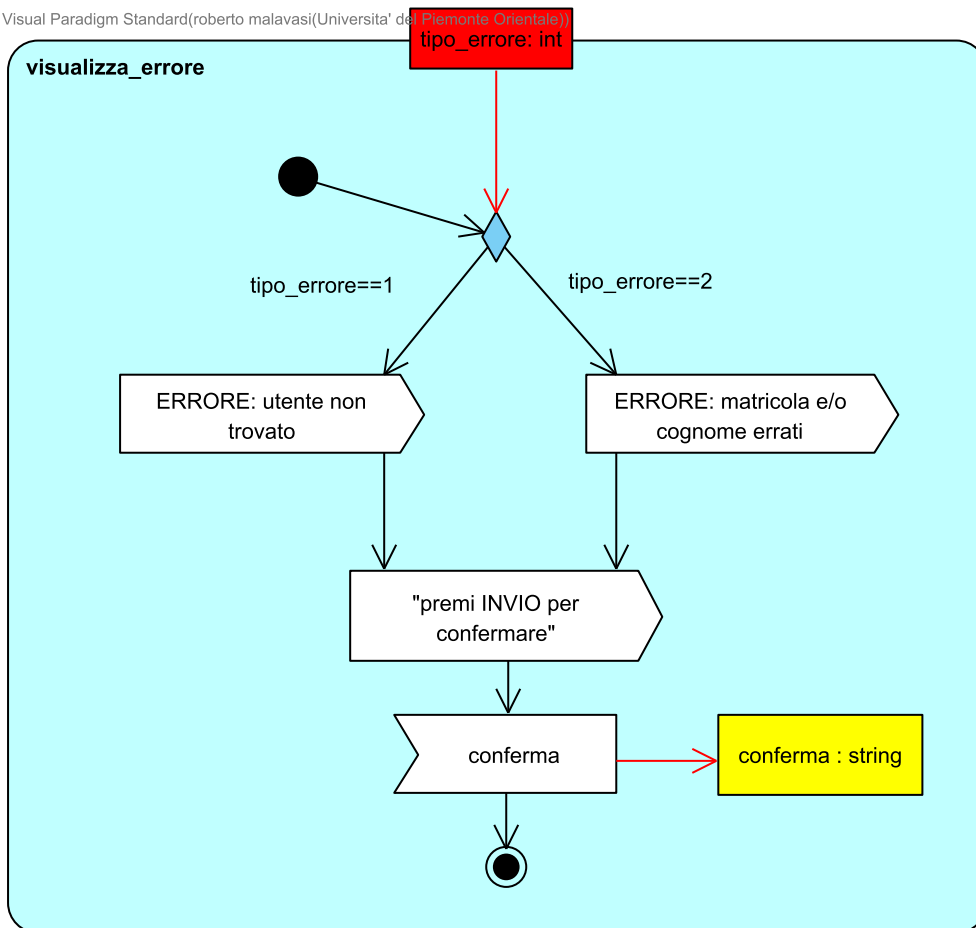 Visual Paradigm Standard(roberto malavasi(Universita' del Piemonte Orientale))
tipo_errore: int
visualizza_errore
tipo_errore==1
tipo_errore==2
ERRORE: utente non
trovato
ERRORE: matricola e/o
cognome errati
"premi INVIO per
confermare"
conferma
conferma : string